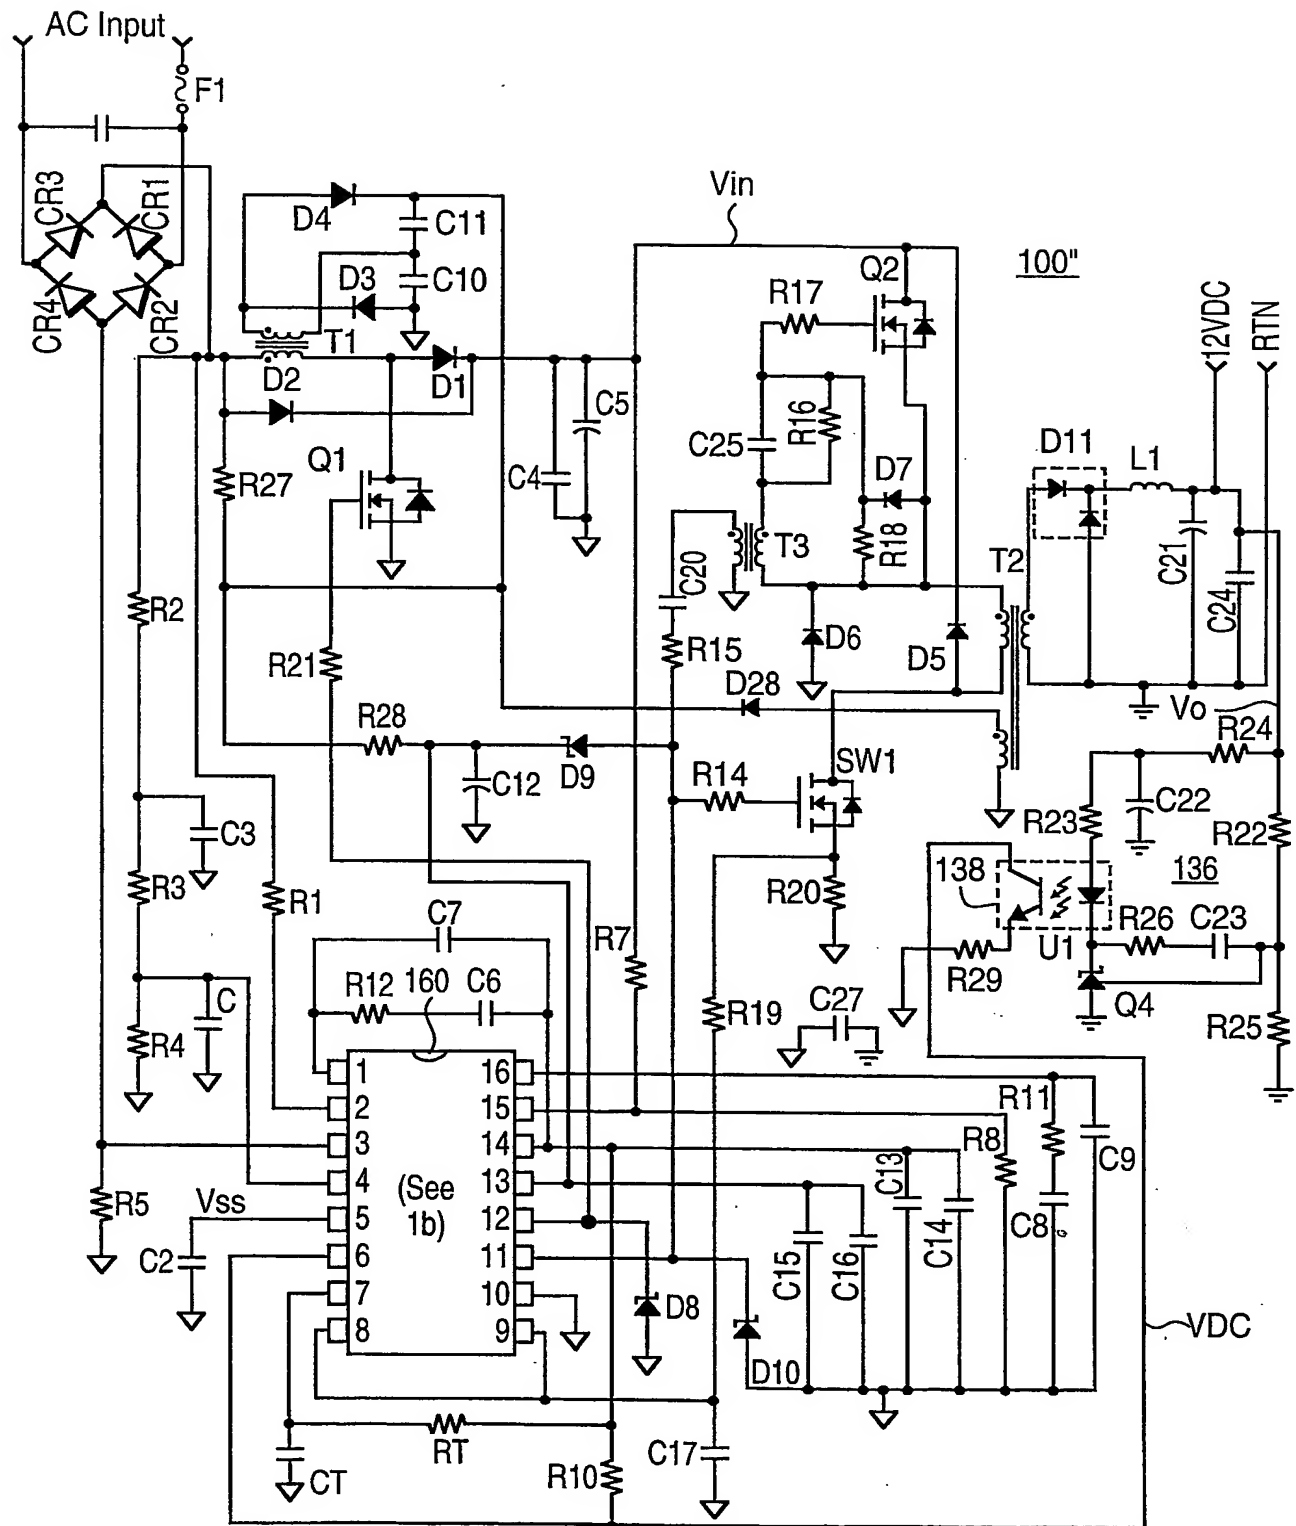 AC Input
F1
CR3
CR1
CR4
CR2
D4
C11
D3
C10
T1
D2
D1
Vin
100"
Q2
R17
12VDC
RTN
C5
C4
R16
C25
D7
R18
D11
L1
R27
Q1
T3
C20
T2
C21
C24
R2
R21
R15
D6
D5
D28
Vo
R24
R28
C12
D9
R14
SW1
R23
C22
R22
C3
R3
R1
R20
138
136
R26
C23
U1
R29
Q4
R25
C7
R12
160
C6
R7
R19
C27
C
R4
1
2
3
4
5
6
7
8
16
15
14
13
12
11
10
9
(See
1b)
R11
C9
R8
C13
C14
C8
C15
C16
R5
Vss
C2
D8
D10
VDC
RT
CT
R10
C17